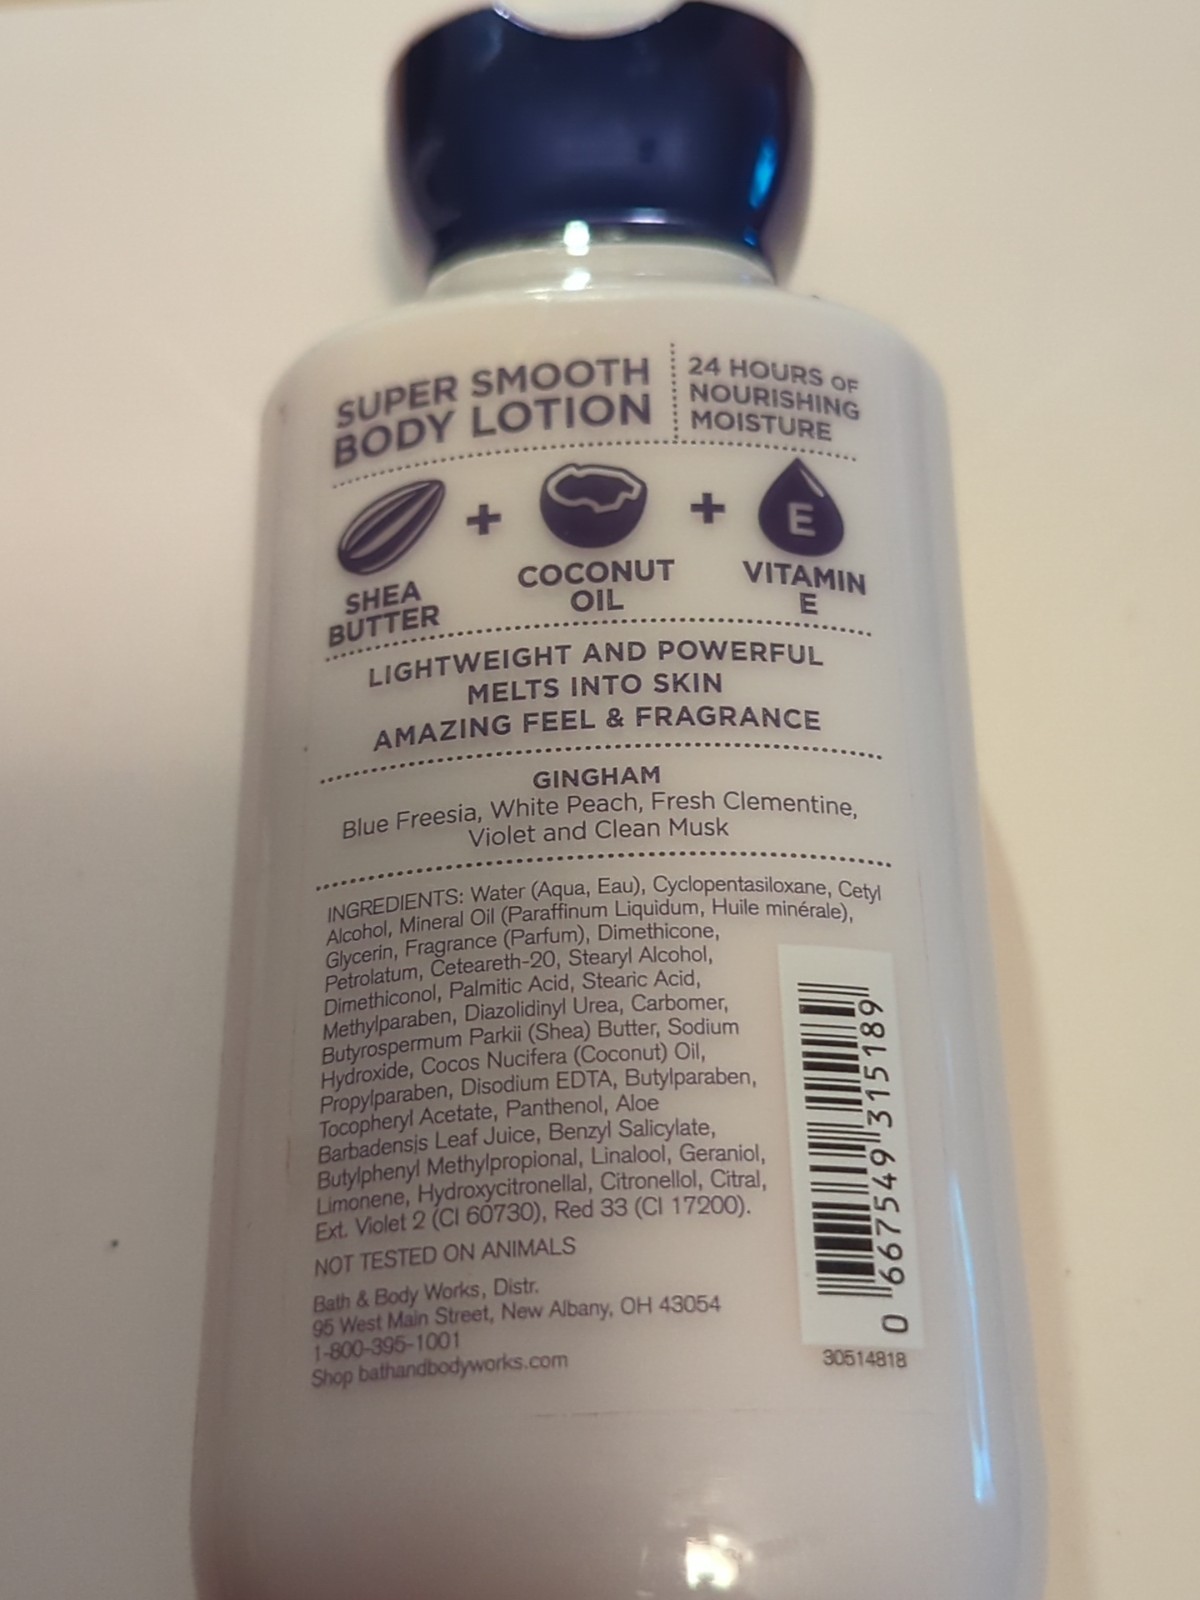 SUPER SMOOTH
BODY LOTION
24 HOURS OF
NOURISHING
MOISTURE
SHEA
BUTTER
+
COCONUT
OIL
+
E
VITAMIN
E
LIGHTWEIGHT AND POWERFUL
MELTS INTO SKIN
AMAZING FEEL & FRAGRANCE
GINGHAM
Blue Freesia, White Peach, Fresh Clementine,
Violet and Clean Musk
INGREDIENTS: Water (Aqua, Eau), Cyclopentasiloxane, Cetyl
Alcohol, Mineral Oil (Paraffinum Liquidum, Huile minérale),
Glycerin, Fragrance (Parfum), Dimethicone,
Petrolatum, Ceteareth-20, Stearyl Alcohol,
Dimethiconol, Palmitic Acid, Stearic Acid,
Methylparaben, Diazolidinyl Urea, Carbomer,
Butyrospermum Parkii (Shea) Butter, Sodium
Hydroxide, Cocos Nucifera (Coconut) Oil,
Propylparaben, Disodium EDTA, Butylparaben,
Tocopheryl Acetate, Panthenol, Aloe
Barbadensis Leaf Juice, Benzyl Salicylate,
Butylphenyl Methylpropional, Linalool, Geraniol,
Limonene, Hydroxycitronellal, Citronellol, Citral,
Ext. Violet 2 (CI 60730), Red 33 (CI 17200).
NOT TESTED ON ANIMALS
Bath & Body Works, Distr.
95 West Main Street, New Albany, OH 43054
1-800-395-1001
Shop bathandbodyworks.com
0 667549 315189
30514818